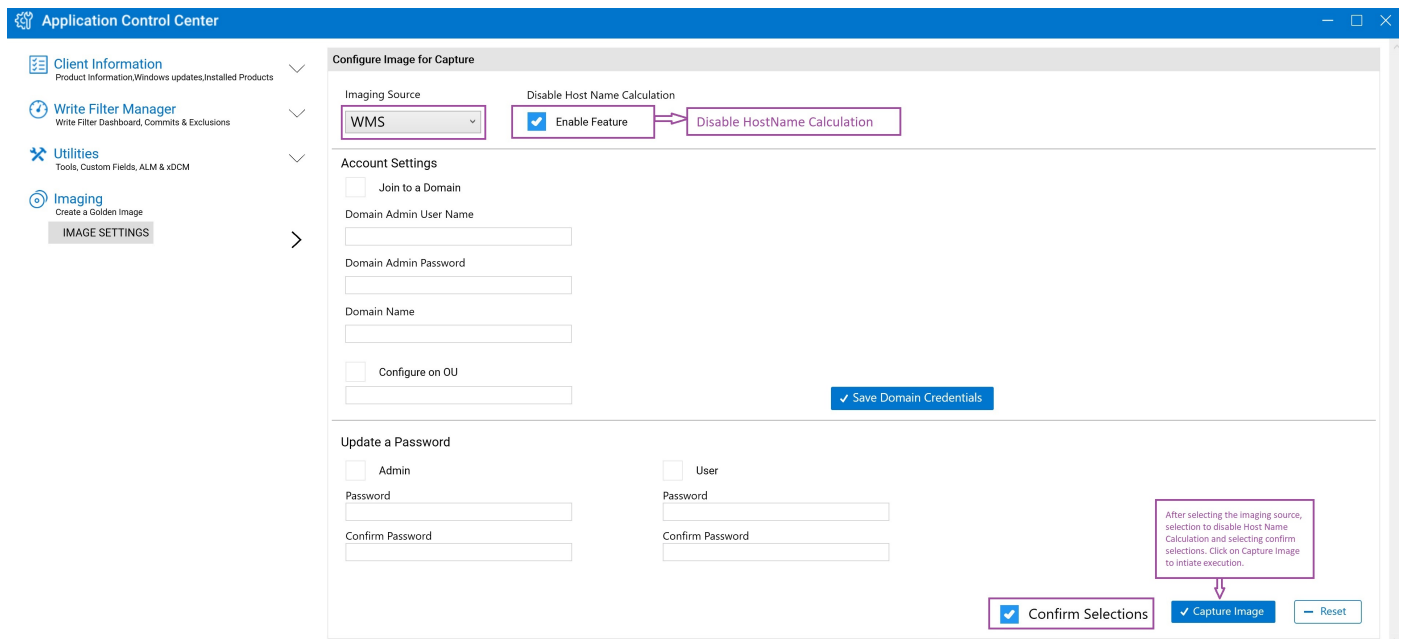 Application Control Center
Client Information
Product Information,Windows updates,Installed Products
Write Filter Manager
Write Filter Dashboard, Commits & Exclusions
Utilities
Tools, Custom Fields, ALM & xDCM
Imaging
Create a Golden Image
IMAGE SETTINGS
Configure Image for Capture
Imaging Source
WMS
Disable Host Name Calculation
Enable Feature
Disable HostName Calculation
Account Settings
Join to a Domain
Domain Admin User Name
Domain Admin Password
Domain Name
Configure on OU
Save Domain Credentials
Update a Password
Admin
Password
Confirm Password
User
Password
Confirm Password
After selecting the imaging source,
selection to disable Host Name
Calculation and selecting confirm
selections. Click on Capture Image
to intiate execution.
Confirm Selections
Capture Image
Reset